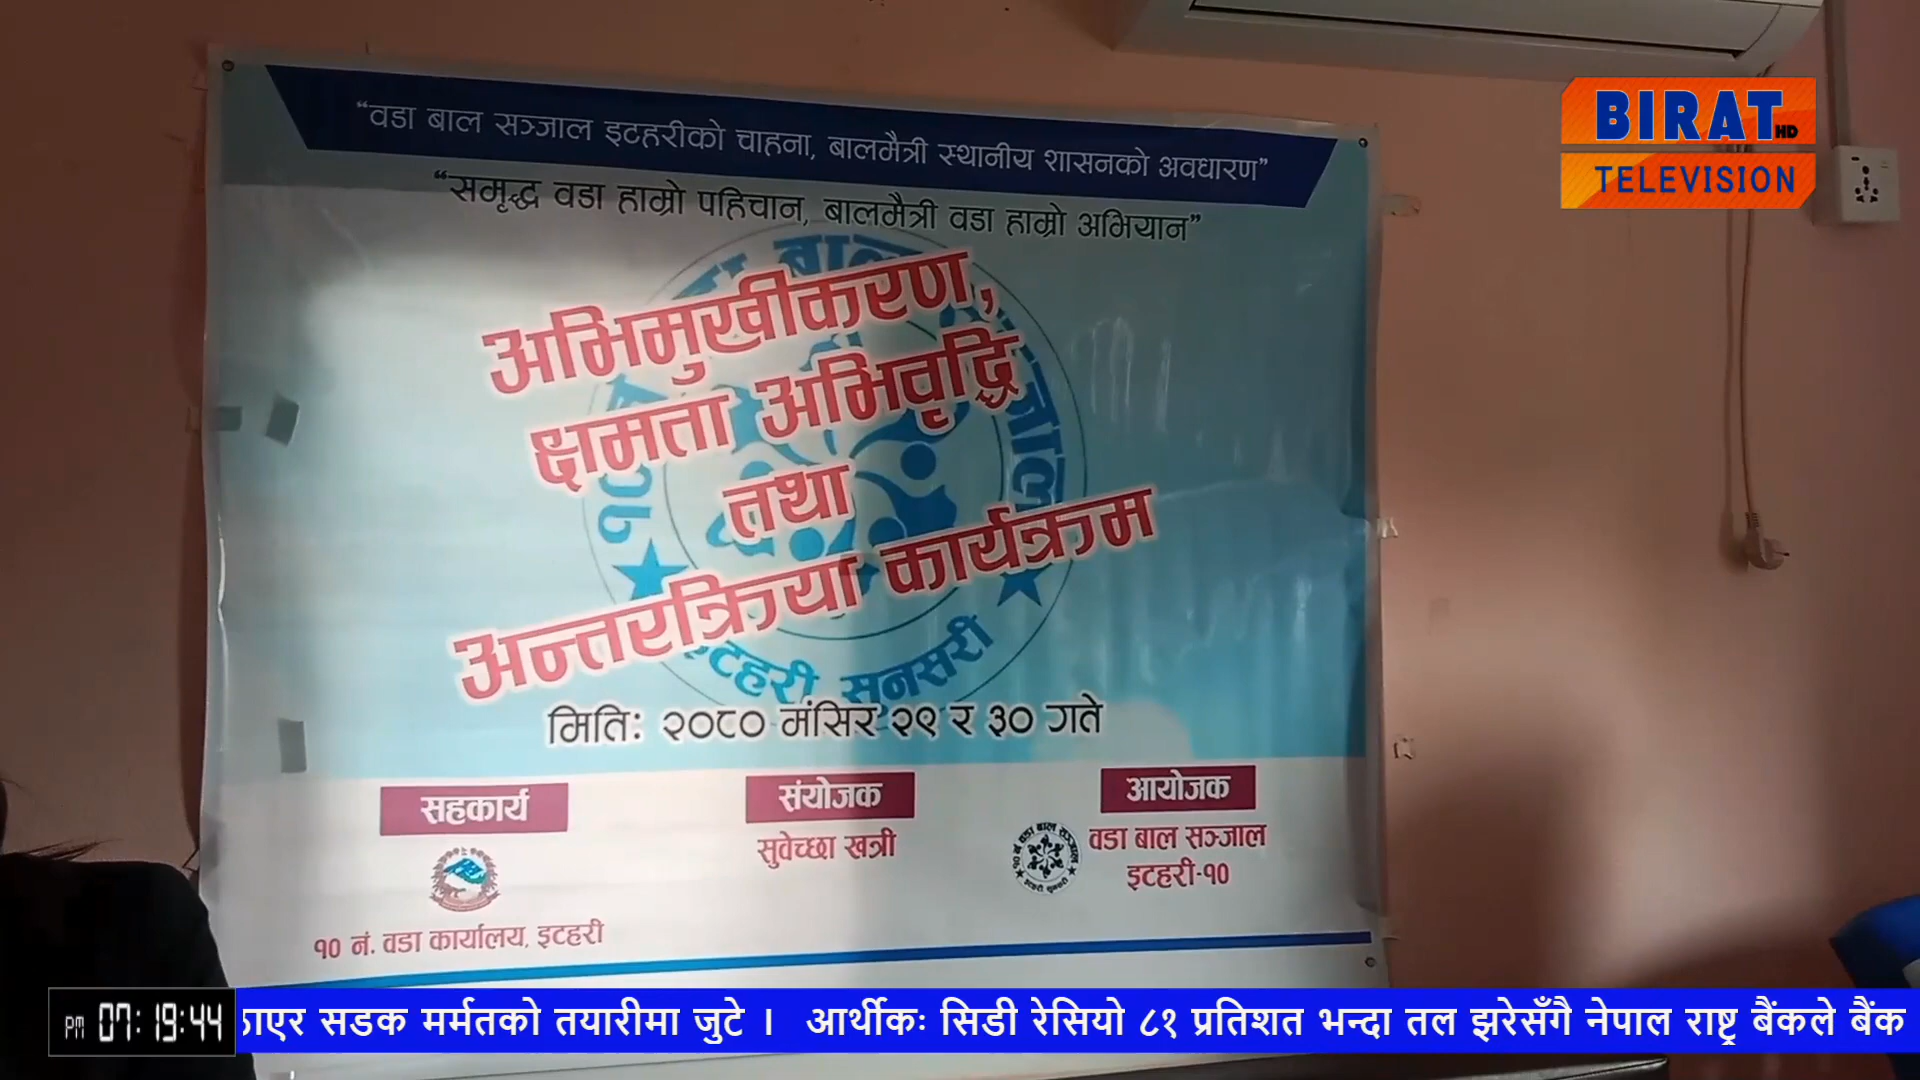 “वडा बाल सञ्जाल इटहरीको चाहना, बालमैत्री स्थानीय शासनको अवधारण”
“समृद्ध वडा हाम्रो पहिचान, बालमैत्री वडा हाम्रो अभियान”
अभिमुखीकरण,
क्षमता अभिवृद्धि
तथा
अन्तरक्रिया कार्यक्रम
इटहरी, सुनसरी
मितिः २०८० मंसिर २९ र ३० गते
सहकार्य
१० नं. वडा कार्यालय, इटहरी
संयोजक
सुवेच्छा खत्री
आयोजक
वडा बाल सञ्जाल
इटहरी-१०
BIRAT HD
TELEVISION
pm 07:19:44
ठाएर सडक मर्मतको तयारीमा जुटे । आर्थीकः सिडी रेसियो ८१ प्रतिशत भन्दा तल झरेसँगै नेपाल राष्ट्र बैंकले बैंक